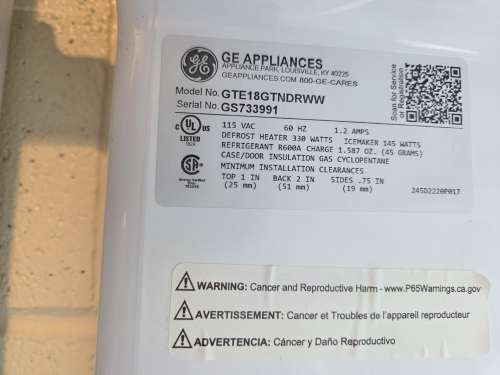 GE APPLIANCES
APPLIANCE PARK, LOUISVILLE, KY 40225
GEAPPLIANCES.COM 800-GE-CARES
Model No. GTE18GTNDRWW
Serial No. GS733991
Scan for Service
or Registration
C UL US
LISTED
115 VAC 60 HZ 1.2 AMPS
DEFROST HEATER 330 WATTS ICEMAKER 145 WATTS
REFRIGERANT R600A CHARGE 1.587 OZ. (45 GRAMS)
CASE/DOOR INSULATION GAS CYCLOPENTANE
MINIMUM INSTALLATION CLEARANCES
TOP 1 IN BACK 2 IN SIDES .75 IN
(25 mm) (51 mm) (19 mm)
245D2220P017
WARNING: Cancer and Reproductive Harm - www.P65Warnings.ca.gov
AVERTISSEMENT: Cancer et Troubles de l'appareil reproducteur
ADVERTENCIA: Cáncer y Daño Reproductivo